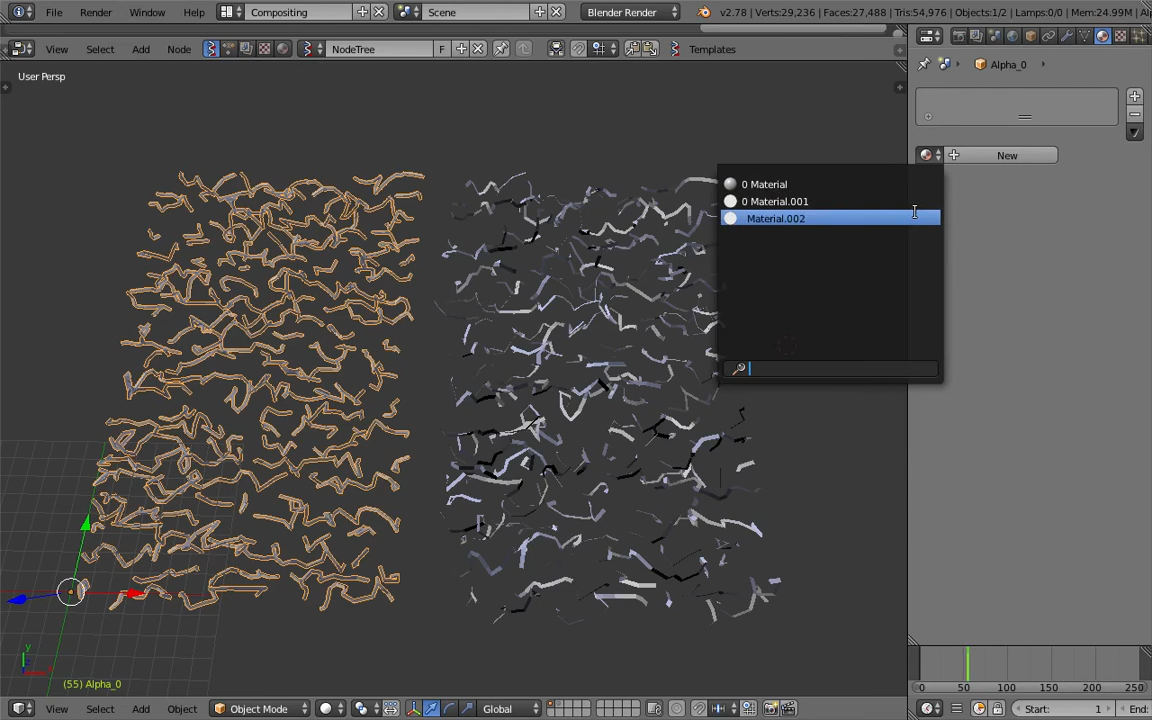 File Render Window Help Compositing Scene Blender Render v2.78 | Verts:29,236 | Faces:27,488 | Tris:54,976 | Objects:1/2 | Lamps:0/0 | Mem:24.99M | Al
View Select Add Node NodeTree F Templates
User Persp
Alpha_0
New
0 Material
0 Material.001
Material.002
y
(55) Alpha_0
0 50 100 150 200 250
View Select Add Object Object Mode Global Start: 1 End: